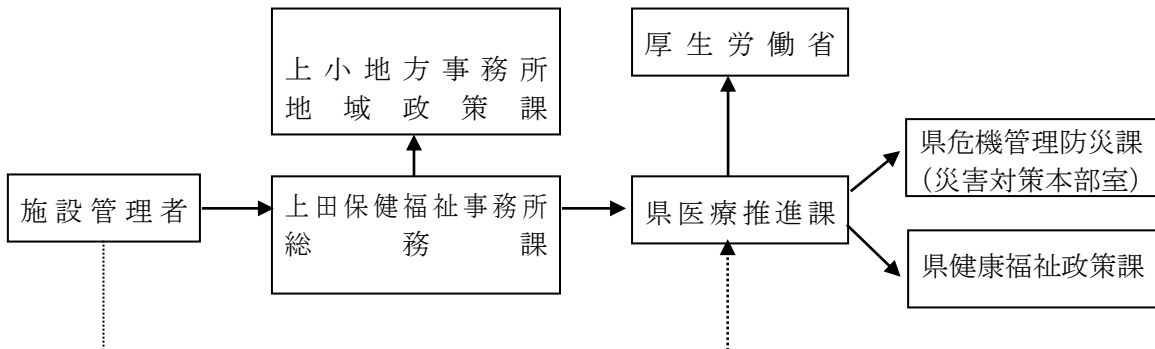 上小地方事務所
地域政策課
厚生労働省
県危機管理防災課
（災害対策本部室）
施設管理者
上田保健福祉事務所
総務課
県医療推進課
県健康福祉政策課